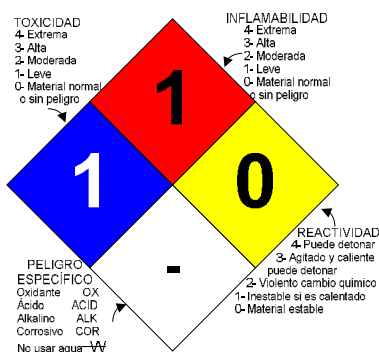 TOXICIDAD
4- Extrema
3- Alta
2- Moderada
1- Leve
0- Material normal
o sin peligro
INFLAMABILIDAD
4- Extrema
3- Alta
2- Moderada
1- Leve
0- Material normal
o sin peligro
1
1
0
-
REACTIVIDAD
4- Puede detonar
3- Agitado y caliente
puede detonar
2- Violento cambio quimico
1- Inestable si es calentado
0- Material estable
PELIGRO
ESPECÍFICO
Oxidante OX
Ácido ACID
Alkalino ALK
Corrosivo COR
No usar agua W